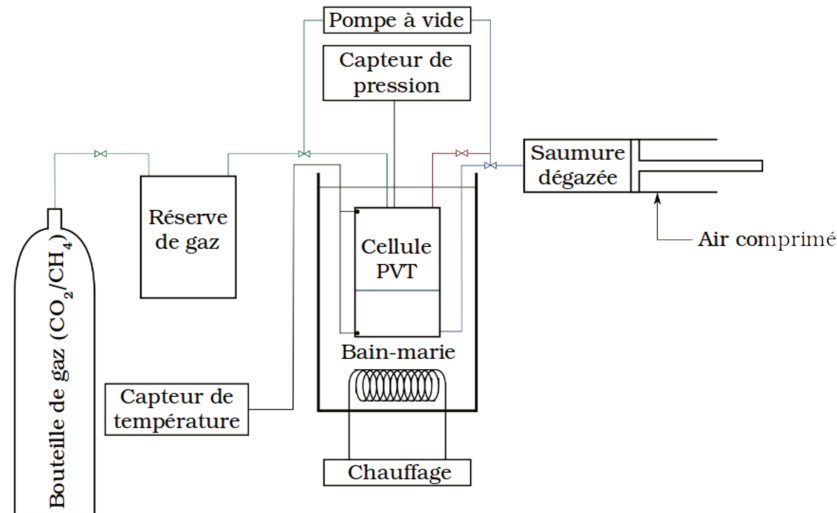 Pompe à vide
Capteur de
pression
Saumure
dégazée
Réserve
de gaz
Cellule
PVT
Air comprimé
Bouteille de gaz (CO₂/CH₄)
Bain-marie
Capteur de
température
Chauffage